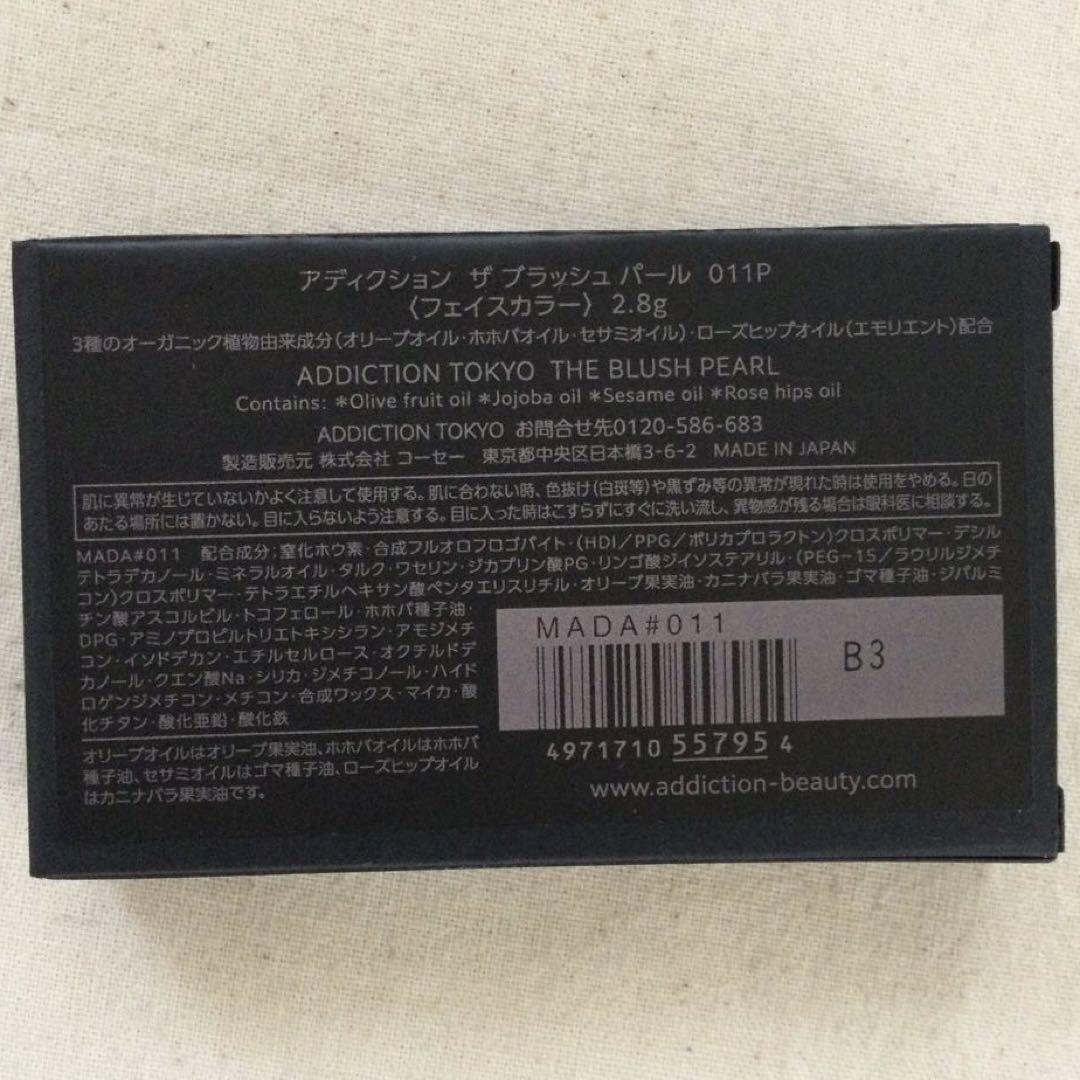 アディクション ザ ブラッシュ パール 011P
〈フェイスカラー〉 2.8g
3種のオーガニック植物由来成分(オリーブオイル・ホホバオイル・セサミオイル)・ローズヒップオイル(エモリエント)配合
ADDICTION TOKYO THE BLUSH PEARL
Contains: *Olive fruit oil *Jojoba oil *Sesame oil *Rose hips oil
ADDICTION TOKYO お問合せ先0120-586-683
製造販売元 株式会社 コーセー 東京都中央区日本橋3-6-2 MADE IN JAPAN
肌に異常が生じていないかよく注意して使用する。肌に合わない時、色抜け(白斑等)や黒ずみ等の異常が現れた時は使用をやめる。日の
あたる場所には置かない。目に入らないよう注意する。目に入った時はこすらずにすぐに洗い流し、異物感が残る場合は眼科医に相談する。
MADA#011 配合成分;窒化ホウ素・合成フルオロフロゴパイト・(HDI/PPG/ポリカプロラクトン)クロスポリマー・デシル
テトラデカノール・ミネラルオイル・タルク・ワセリン・ジカプリン酸PG・リンゴ酸ジイソステアリル・(PEG-15/ラウリルジメチ
コン)クロスポリマー・テトラエチルヘキサン酸ペンタエリスリチル・オリーブ果実油・カニナバラ果実油・ゴマ種子油・ジパルミ
チン酸アスコルビル・トコフェロール・ホホバ種子油・
DPG・アミノプロピルトリエトキシシラン・アモジメチ
コン・イソドデカン・エチルセルロース・オクチルドデ
カノール・クエン酸Na・シリカ・ジメチコノール・ハイド
ロゲンジメチコン・メチコン・合成ワックス・マイカ・酸
化チタン・酸化亜鉛・酸化鉄
オリーブオイルはオリーブ果実油、ホホバオイルはホホバ
種子油、セサミオイルはゴマ種子油、ローズヒップオイル
はカニナバラ果実油です。
MADA#011
B3
4971710 55795 4
www.addiction-beauty.com